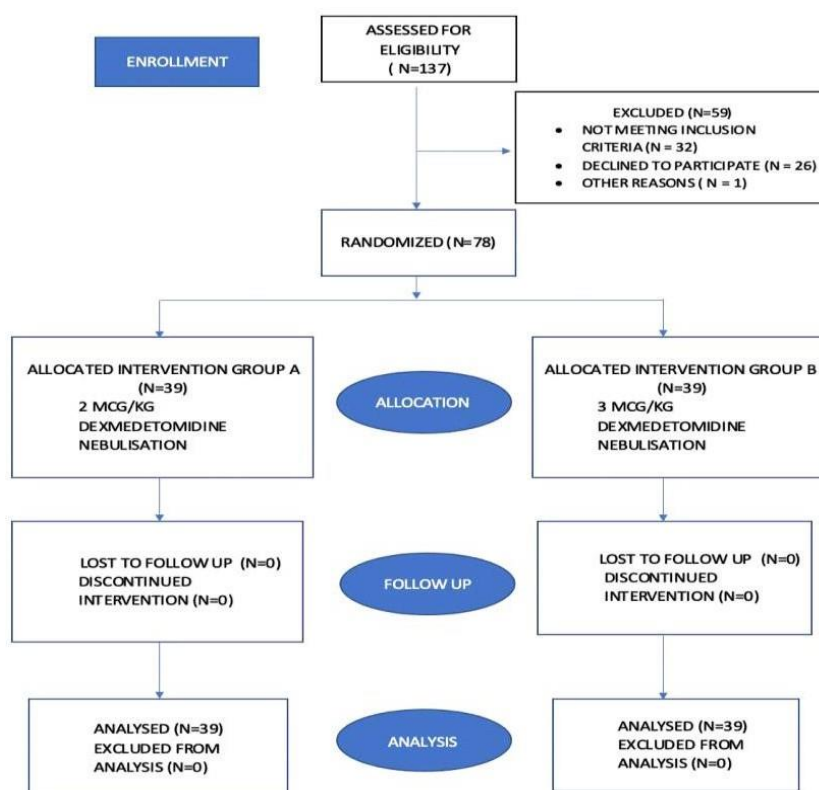 ASSESSED FOR
ELIGIBILITY
( N=137)
ENROLLMENT
EXCLUDED (N=59)
• NOT MEETING INCLUSION
CRITERIA (N = 32)
• DECLINED TO PARTICIPATE (N = 26)
• OTHER REASONS ( N = 1)
RANDOMIZED (N=78)
ALLOCATED INTERVENTION GROUP A
(N=39)
2 MCG/KG
DEXMEDETOMIDINE
NEBULISATION
ALLOCATION
ALLOCATED INTERVENTION GROUP B
(N=39)
3 MCG/KG
DEXMEDETOMIDINE
NEBULISATION
LOST TO FOLLOW UP (N=0)
DISCONTINUED
INTERVENTION (N=0)
FOLLOW UP
LOST TO FOLLOW UP (N=0)
DISCONTINUED
INTERVENTION (N=0)
ANALYSED (N=39)
EXCLUDED FROM
ANALYSIS (N=0)
ANALYSIS
ANALYSED (N=39)
EXCLUDED FROM
ANALYSIS (N=0)